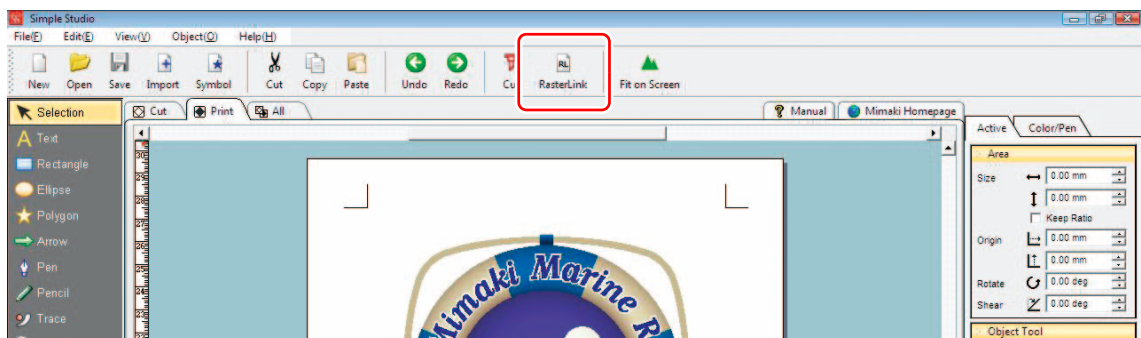 Simple Studio
File(F) Edit(E) View(V) Object(O) Help(H)
New Open Save Import Symbol Cut Copy Paste Undo Redo Cu RasterLink Fit on Screen
RL
Selection Cut Print All Manual Mimaki Homepage
Active Color/Pen
Text
Rectangle
Ellipse
Polygon
Arrow
Pen
Pencil
Trace
Area
Size 0.00 mm
0.00 mm
Keep Ratio
Origin 0.00 mm
0.00 mm
Rotate 0.00 deg
Shear 0.00 deg
Object Tool
Mimaki Marine R